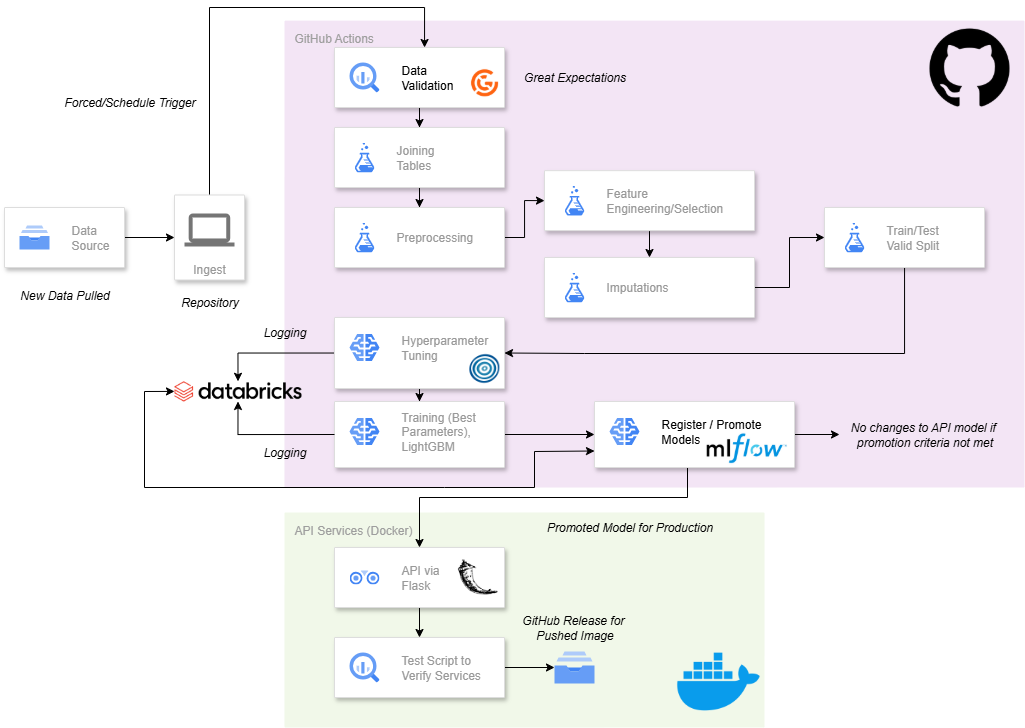 GitHub Actions
Data
Validation
Great Expectations
Forced/Schedule Trigger
Joining
Tables
Preprocessing
Feature
Engineering/Selection
Imputations
Train/Test
Valid Split
Data
Source
New Data Pulled
Ingest
Repository
Logging
Hyperparameter
Tuning
databricks
Training (Best
Parameters),
LightGBM
Logging
Register / Promote
Models
mlflow
No changes to API model if
promotion criteria not met
API Services (Docker)
Promoted Model for Production
API via
Flask
GitHub Release for
Pushed Image
Test Script to
Verify Services